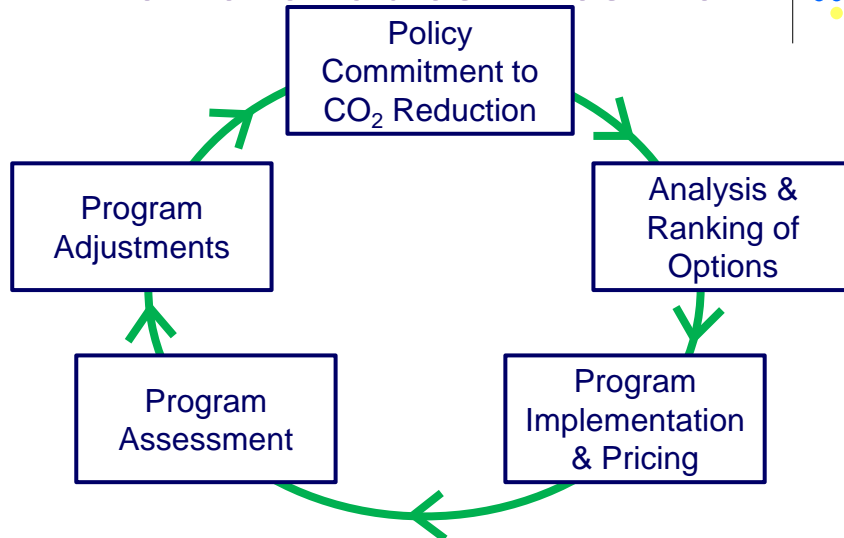 Policy
Commitment to
CO₂ Reduction
Analysis &
Ranking of
Options
Program
Implementation
& Pricing
Program
Assessment
Program
Adjustments